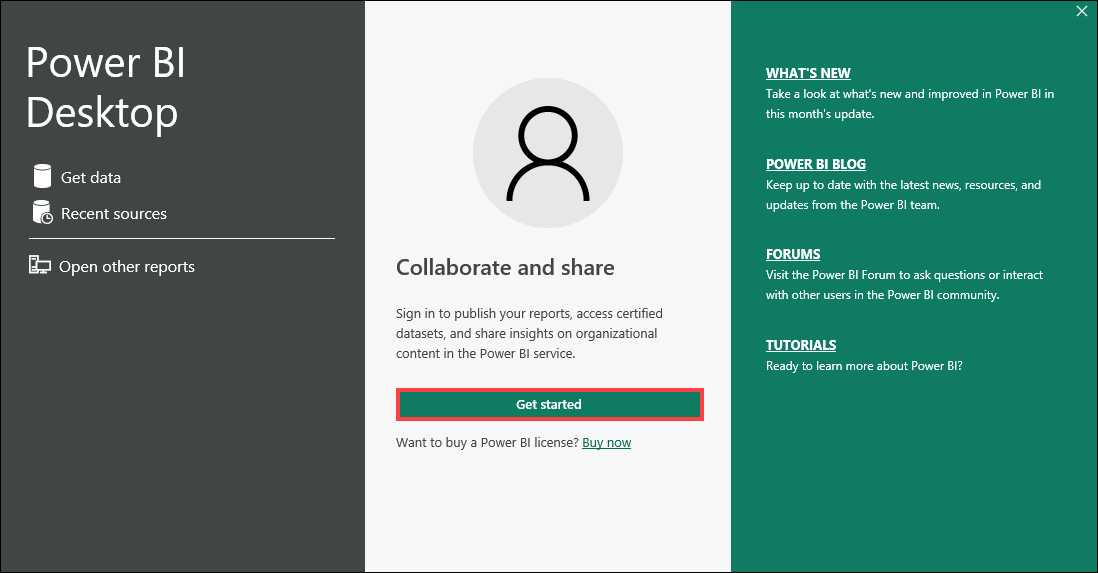 Power BI
Desktop
Get data
Recent sources
Open other reports
Collaborate and share
Sign in to publish your reports, access certified
datasets, and share insights on organizational
content in the Power BI service.
Get started
Want to buy a Power BI license? Buy now
WHAT'S NEW
Take a look at what's new and improved in Power BI in
this month's update.
POWER BI BLOG
Keep up to date with the latest news, resources, and
updates from the Power BI team.
FORUMS
Visit the Power BI Forum to ask questions or interact
with other users in the Power BI community.
TUTORIALS
Ready to learn more about Power BI?